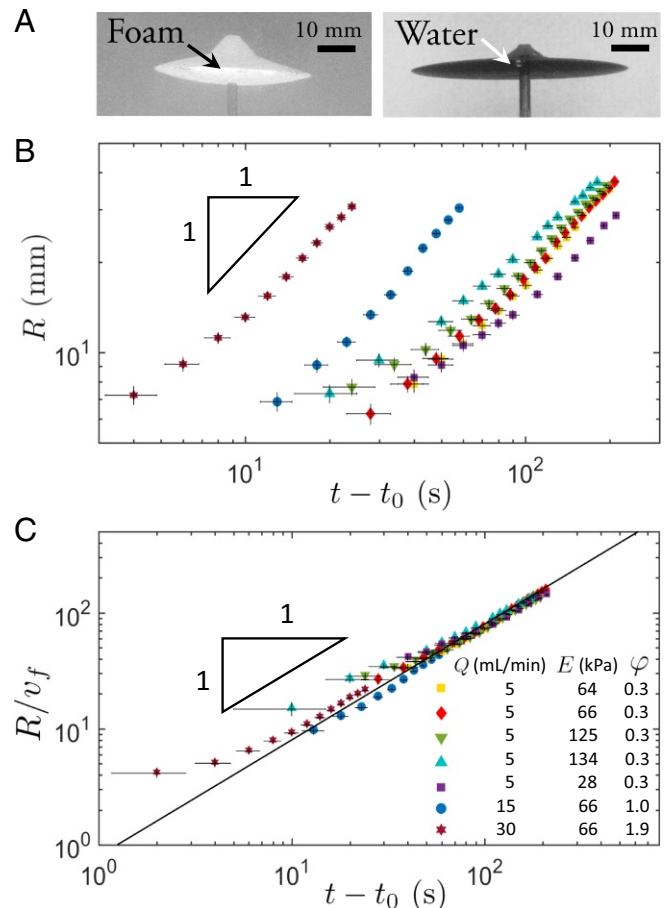 A
Foam
10 mm
Water
10 mm
B
1
1
R (mm)
10¹
10¹
10²
t − t₀ (s)
C
1
1
R/v_f
10²
10¹
10⁰
10⁰
10¹
10²
t − t₀ (s)
Q (mL/min) E (kPa) φ
5 64 0.3
5 66 0.3
5 125 0.3
5 134 0.3
5 28 0.3
15 66 1.0
30 66 1.9